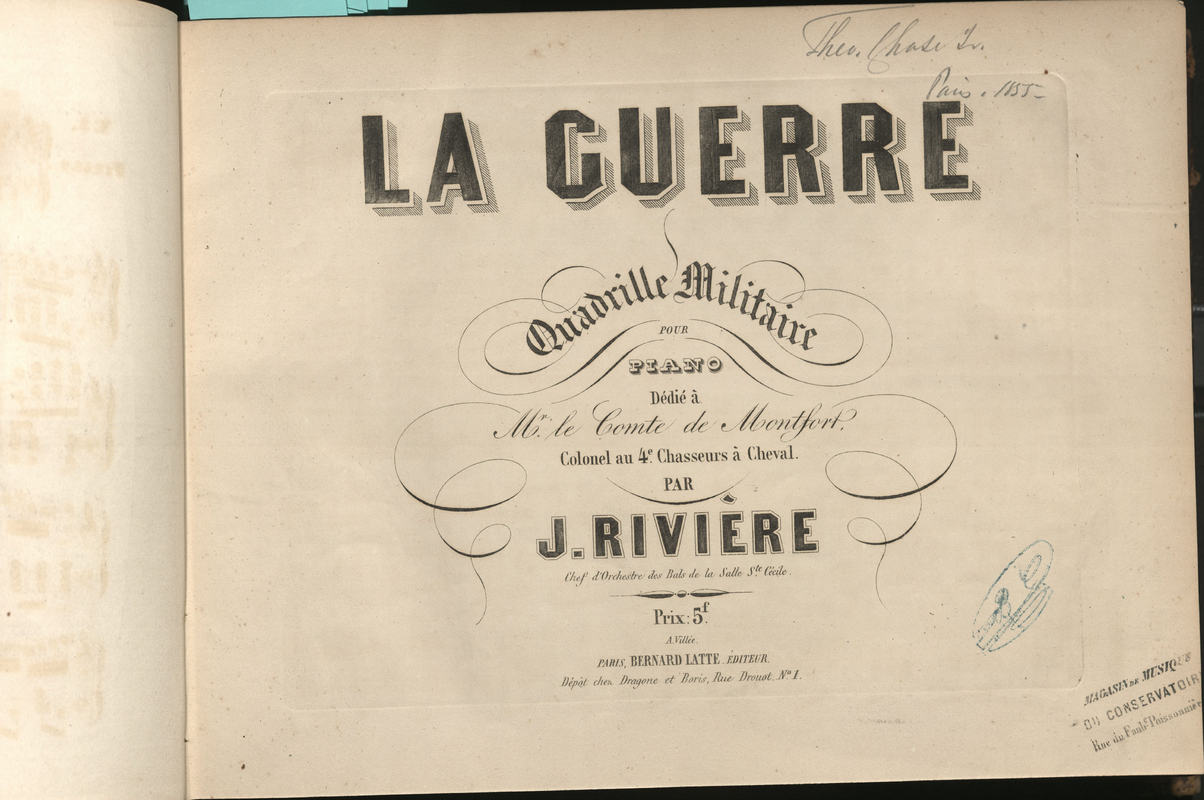 Theo. Chase Jr.
Paris. 1855
LA GUERRE
Quadrille Militaire
POUR
PIANO
Dédié à
Mr. le Comte de Montfort.
Colonel au 4e. Chasseurs à Cheval.
PAR
J. RIVIÈRE
Chef d'Orchestre des Bals de la Salle Ste Cécile.
Prix: 5f.
A. Villée.
PARIS, BERNARD LATTE. ÉDITEUR.
Dépôt chez Dragone et Boris, Rue Drouot. No 1.
MAGASIN DE MUSIQUE
DU CONSERVATOIR
Rue du Faubg. Poissonnièr